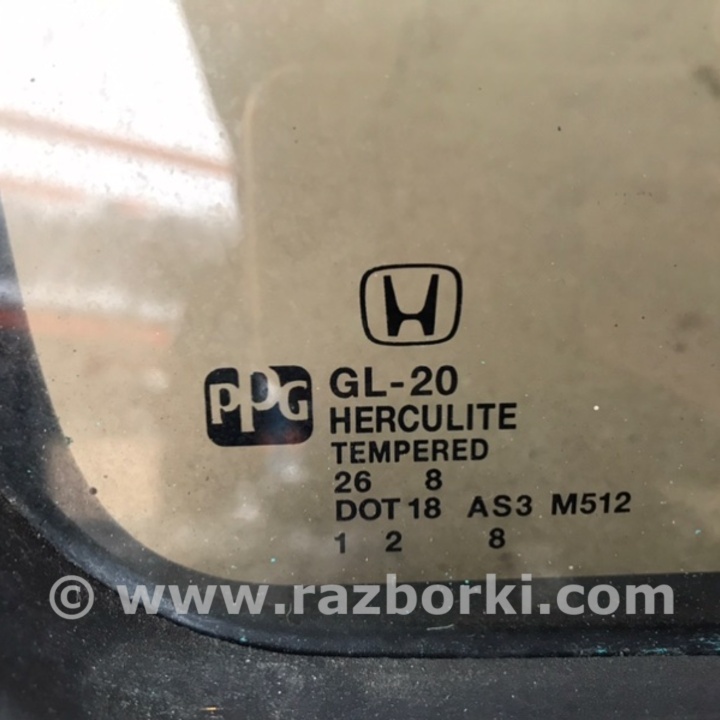 PPG GL-20
HERCULITE
TEMPERED
26 8
DOT 18 AS3 M512
1 2 8
© www.razborki.com